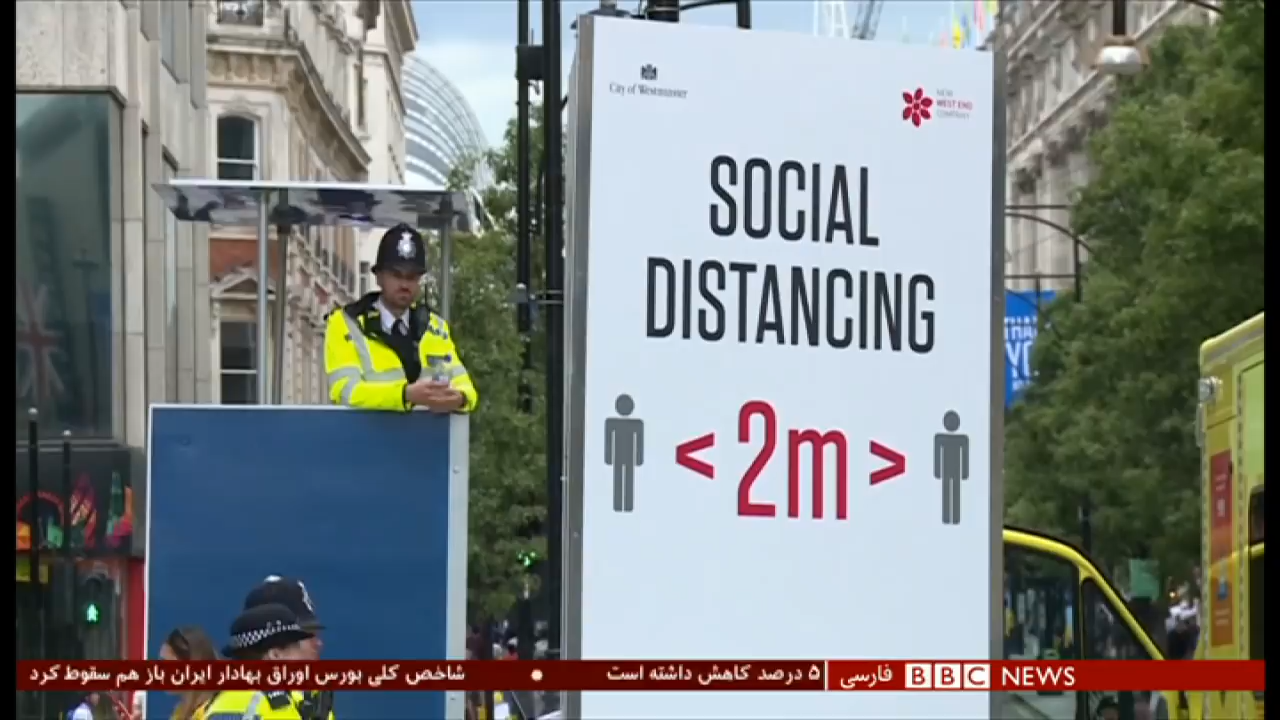 City of Westminster
NEW
WEST END
COMPANY
SOCIAL
DISTANCING
< 2m >
۵ درصد کاهش داشته است • شاخص کلی بورس اوراق بهادار ایران باز هم سقوط کرد
BBC NEWS فارسی